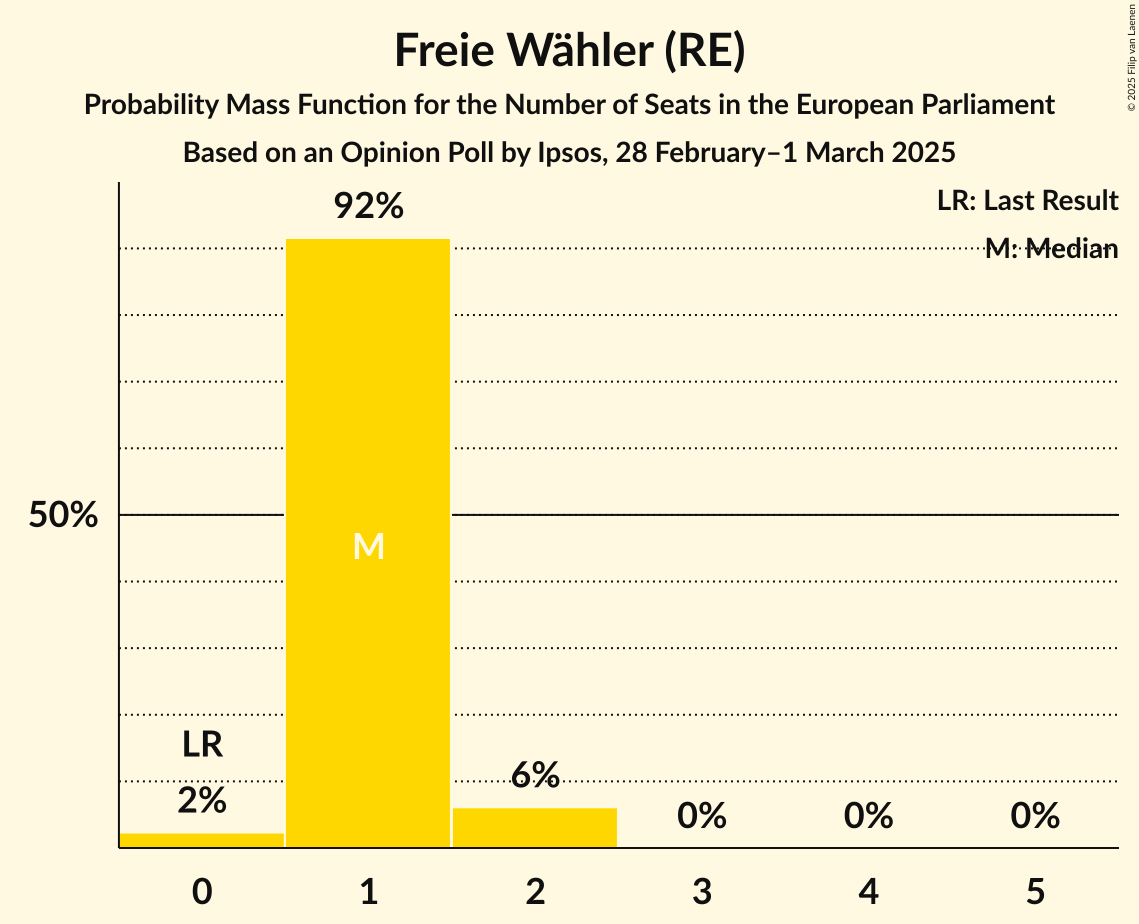 Freie Wähler (RE)
Probability Mass Function for the Number of Seats in the European Parliament
Based on an Opinion Poll by Ipsos, 28 February–1 March 2025
© 2025 Filip van Laenen
LR: Last Result
M: Median
92%
50%
M
LR
2%
6%
0%
0%
0%
0
1
2
3
4
5